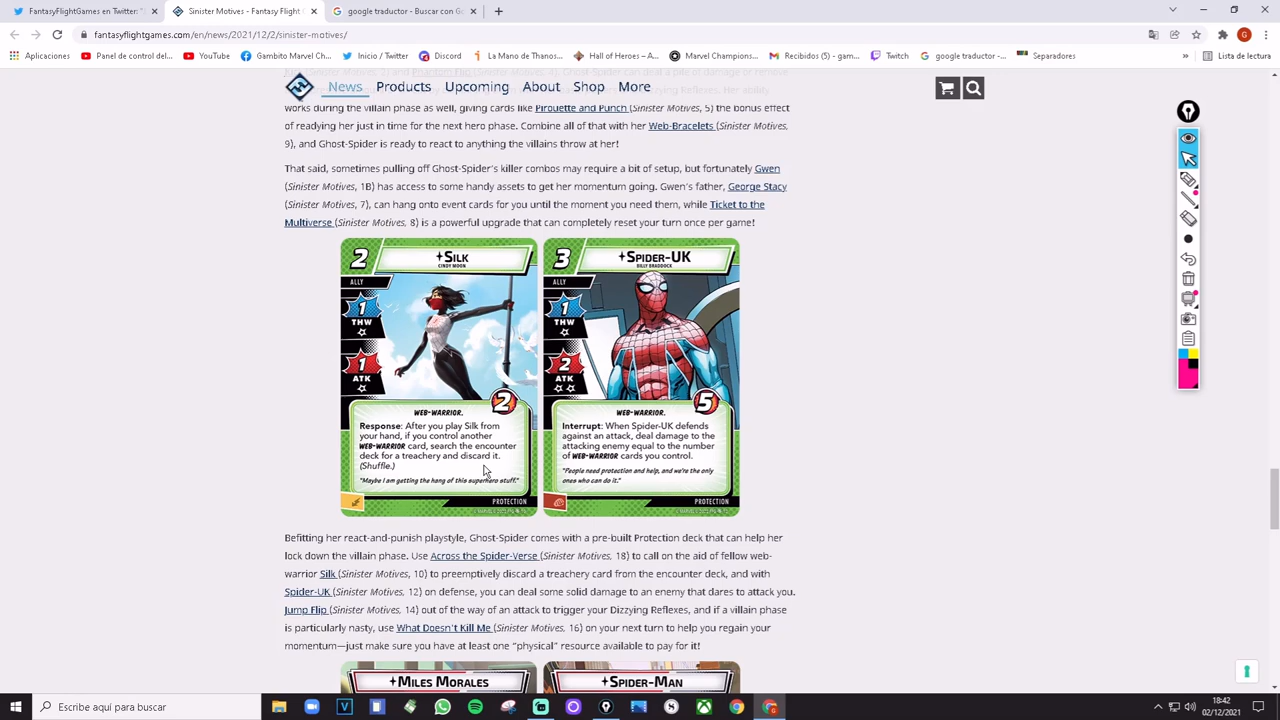 FantasyFlightGames en Twitter: "S
Sinister Motives - Fantasy Flight G
google traductor - Buscar con Go
fantasyflightgames.com/en/news/2021/12/2/sinister-motives/
Aplicaciones
Panel de control del...
YouTube
Gambito Marvel Ch...
Inicio / Twitter
Discord
La Mano de Thanos...
Hall of Heroes – A...
Marvel Champions...
Recibidos (5) - gam...
Twitch
google traductor -...
Separadores
Lista de lectura
News
Products
Upcoming
About
Shop
More
works during the villain phase as well, giving cards like Pirouette and Punch (Sinister Motives, 5) the bonus effect
of readying her just in time for the next hero phase. Combine all of that with her Web-Bracelets (Sinister Motives,
9), and Ghost-Spider is ready to react to anything the villains throw at her!
That said, sometimes pulling off Ghost-Spider's killer combos may require a bit of setup, but fortunately Gwen
(Sinister Motives, 1B) has access to some handy assets to get her momentum going. Gwen's father, George Stacy
(Sinister Motives, 7), can hang onto event cards for you until the moment you need them, while Ticket to the
Multiverse (Sinister Motives, 8) is a powerful upgrade that can completely reset your turn once per game!
2
SILK
CINDY MOON
ALLY
1
THW
1
ATK
2
WEB-WARRIOR.
Response: After you play Silk from
your hand, if you control another
WEB-WARRIOR card, search the encounter
deck for a treachery and discard it.
(Shuffle.)
"Maybe I am getting the hang of this superhero stuff."
PROTECTION
3
SPIDER-UK
BILLY BRADDOCK
ALLY
1
THW
2
ATK
5
WEB-WARRIOR.
Interrupt: When Spider-UK defends
against an attack, deal damage to the
attacking enemy equal to the number
of WEB-WARRIOR cards you control.
"People need protection and help, and we're the only
ones who can do it."
PROTECTION
Befitting her react-and-punish playstyle, Ghost-Spider comes with a pre-built Protection deck that can help her
lock down the villain phase. Use Across the Spider-Verse (Sinister Motives, 18) to call on the aid of fellow web-
warrior Silk (Sinister Motives, 10) to preemptively discard a treachery card from the encounter deck, and with
Spider-UK (Sinister Motives, 12) on defense, you can deal some solid damage to an enemy that dares to attack you.
Jump Flip (Sinister Motives, 14) out of the way of an attack to trigger your Dizzying Reflexes, and if a villain phase
is particularly nasty, use What Doesn't Kill Me (Sinister Motives, 16) on your next turn to help you regain your
momentum—just make sure you have at least one "physical" resource available to pay for it!
MILES MORALES
SPIDER-MAN
Escribe aquí para buscar
18:42
02/12/2021